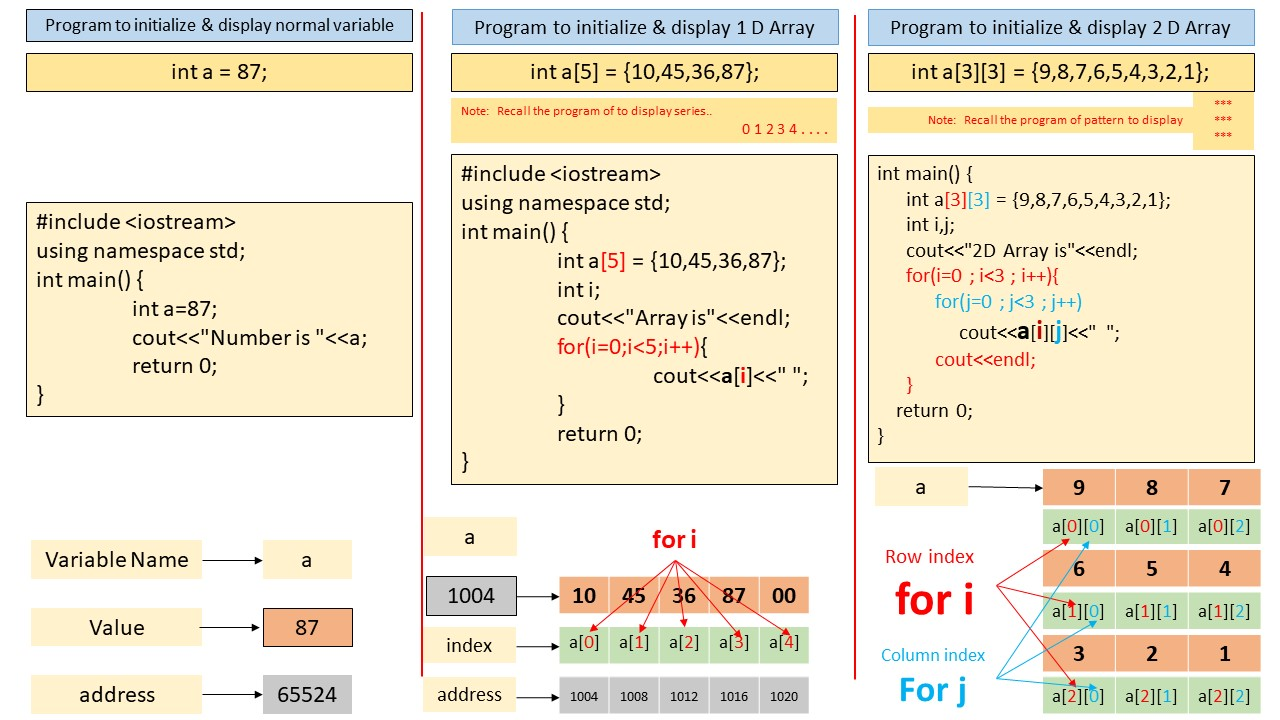 Program to initialize & display normal variable
int a = 87;
#include <iostream>
using namespace std;
int main() {
int a=87;
cout<<"Number is "<<a;
return 0;
}
Variable Name
a
Value
87
address
65524
Program to initialize & display 1 D Array
int a[5] = {10,45,36,87};
Note: Recall the program of to display series..
0 1 2 3 4 . . . .
#include <iostream>
using namespace std;
int main() {
int a[5] = {10,45,36,87};
int i;
cout<<"Array is"<<endl;
for(i=0;i<5;i++){
cout<<a[i]<<" ";
}
return 0;
}
a
for i
1004
10 45 36 87 00
index
a[0] a[1] a[2] a[3] a[4]
address
1004 1008 1012 1016 1020
Program to initialize & display 2 D Array
int a[3][3] = {9,8,7,6,5,4,3,2,1};
Note: Recall the program of pattern to display
***
***
***
int main() {
int a[3][3] = {9,8,7,6,5,4,3,2,1};
int i,j;
cout<<"2D Array is"<<endl;
for(i=0 ; i<3 ; i++){
for(j=0 ; j<3 ; j++)
cout<<a[i][j]<<" ";
cout<<endl;
}
return 0;
}
a
9 8 7
a[0][0] a[0][1] a[0][2]
Row index
for i
6 5 4
a[1][0] a[1][1] a[1][2]
Column index
For j
3 2 1
a[2][0] a[2][1] a[2][2]